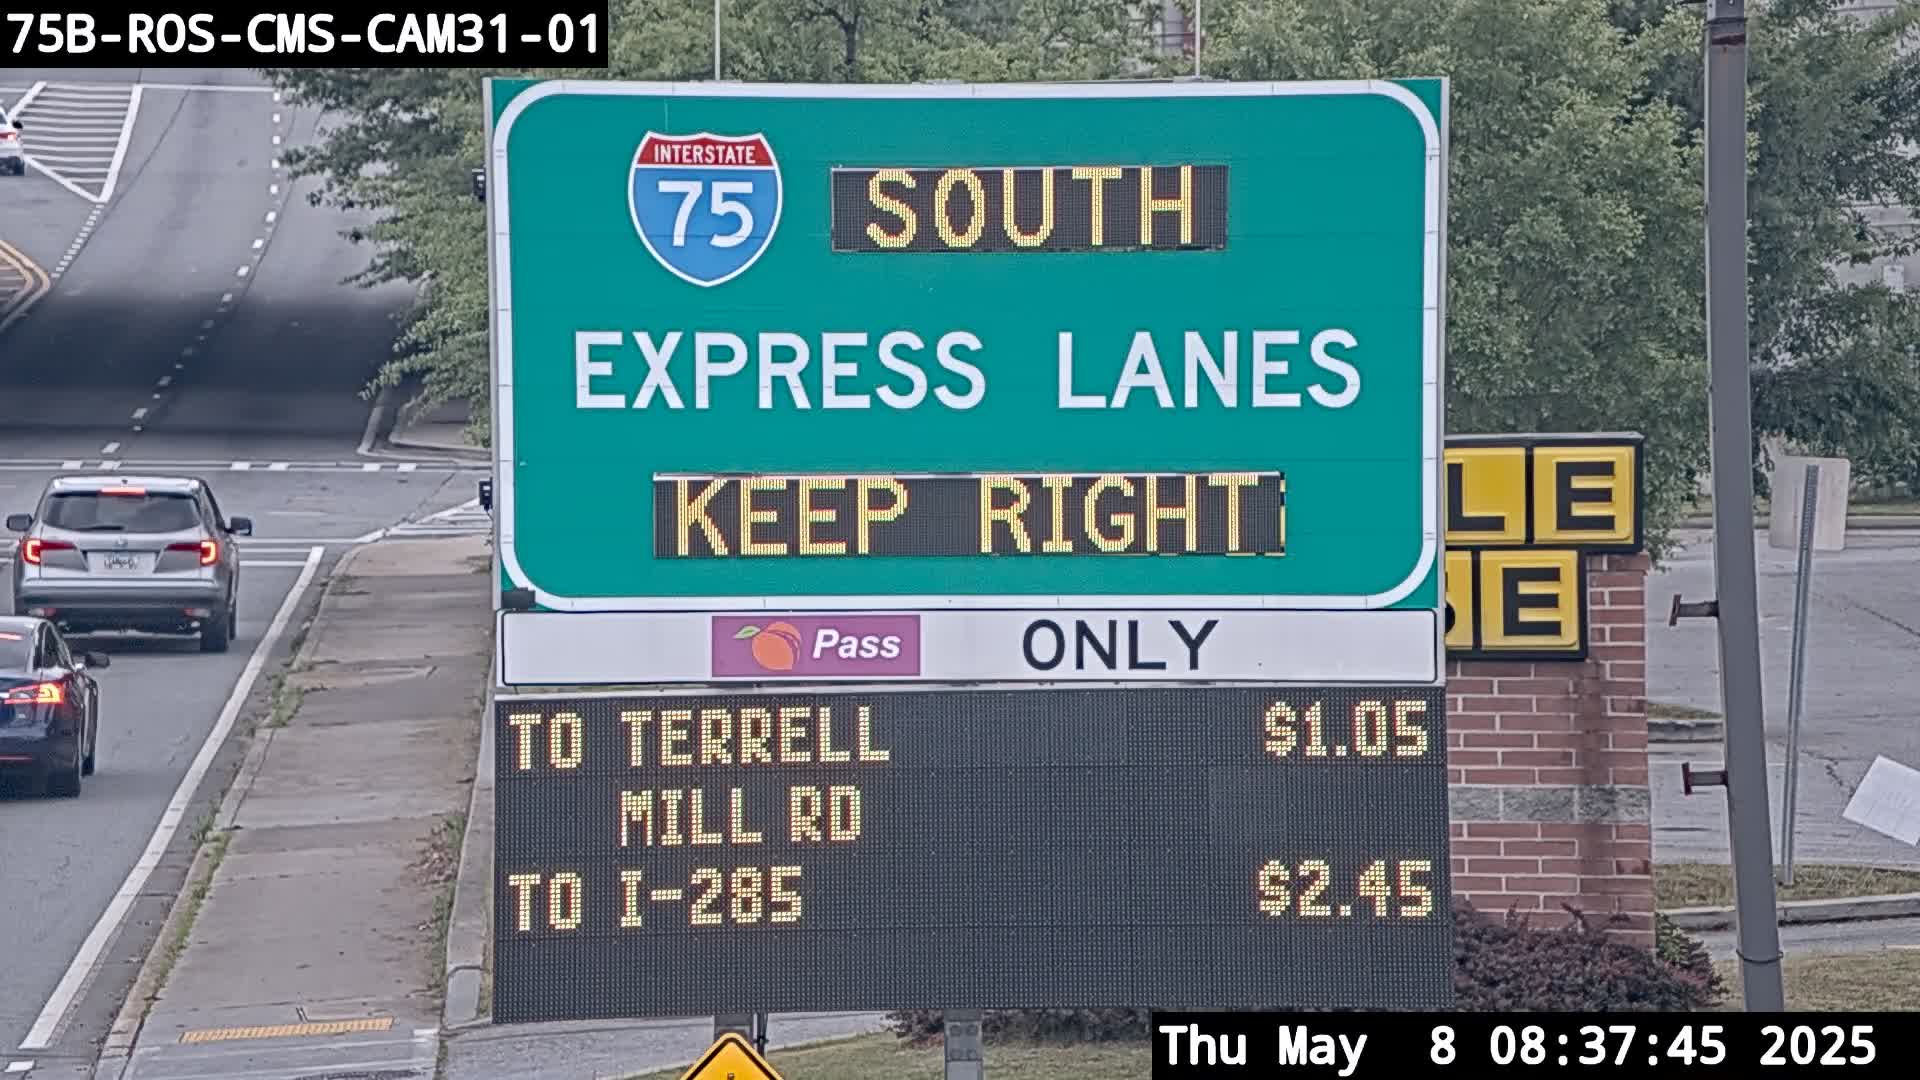 75B-ROS-CMS-CAM31-01
INTERSTATE
75
SOUTH
EXPRESS LANES
KEEP RIGHT
Pass ONLY
TO TERRELL $1.05
MILL RD
TO I-285 $2.45
LE
E
Thu May 8 08:37:45 2025